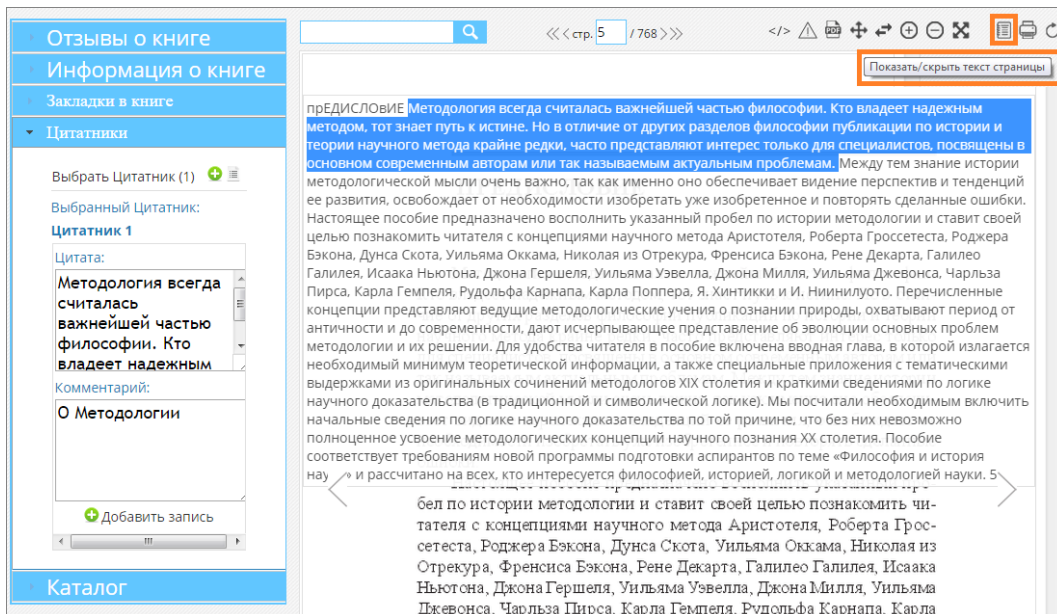 Отзывы о книге
Информация о книге
Закладки в книге
Цитатники
Выбрать Цитатник (1)
Выбранный Цитатник:
Цитатник 1
Цитата:
Методология всегда
считалась
важнейшей частью
философии. Кто
владеет надежным
Комментарий:
О Методологии
Добавить запись
Каталог
<< < стр. 5 / 768 > >>
</> PDF
Показать/скрыть текст страницы
прЕДИСЛОвИЕ Методология всегда считалась важнейшей частью философии. Кто владеет надежным
методом, тот знает путь к истине. Но в отличие от других разделов философии публикации по истории и
теории научного метода крайне редки, часто представляют интерес только для специалистов, посвящены в
основном современным авторам или так называемым актуальным проблемам. Между тем знание истории
методологической мысли очень важно, так как именно оно обеспечивает видение перспектив и тенденций
ее развития, освобождает от необходимости изобретать уже изобретенное и повторять сделанные ошибки.
Настоящее пособие предназначено восполнить указанный пробел по истории методологии и ставит своей
целью познакомить читателя с концепциями научного метода Аристотеля, Роберта Гроссетеста, Роджера
Бэкона, Дунса Скота, Уильяма Оккама, Николая из Отрекура, Френсиса Бэкона, Рене Декарта, Галилео
Галилея, Исаака Ньютона, Джона Гершеля, Уильяма Уэвелла, Джона Милля, Уильяма Джевонса, Чарльза
Пирса, Карла Гемпеля, Рудольфа Карнапа, Карла Поппера, Я. Хинтикки и И. Ниинилуото. Перечисленные
концепции представляют ведущие методологические учения о познании природы, охватывают период от
античности и до современности, дают исчерпывающее представление об эволюции основных проблем
методологии и их решении. Для удобства читателя в пособие включена вводная глава, в которой излагается
необходимый минимум теоретической информации, а также специальные приложения с тематическими
выдержками из оригинальных сочинений методологов XIX столетия и краткими сведениями по логике
научного доказательства (в традиционной и символической логике). Мы посчитали необходимым включить
начальные сведения по логике научного доказательства по той причине, что без них невозможно
полноценное усвоение методологических концепций научного познания XX столетия. Пособие
соответствует требованиям новой программы подготовки аспирантов по теме «Философия и история
нау » и рассчитано на всех, кто интересуется философией, историей, логикой и методологией науки. 5
бел по истории методологии и ставит своей целью познакомить чи-
тателя с концепциями научного метода Аристотеля, Роберта Грос-
сетеста, Роджера Бэкона, Дунса Скота, Уильяма Оккама, Николая из
Отрекура, Френсиса Бэкона, Рене Декарта, Галилео Галилея, Исаака
Ньютона, Джона Гершеля, Уильяма Уэвелла, Джона Милля, Уильяма
Джевонса, Чарльза Пирса, Карла Гемпеля, Рудольфа Карнапа, Карла